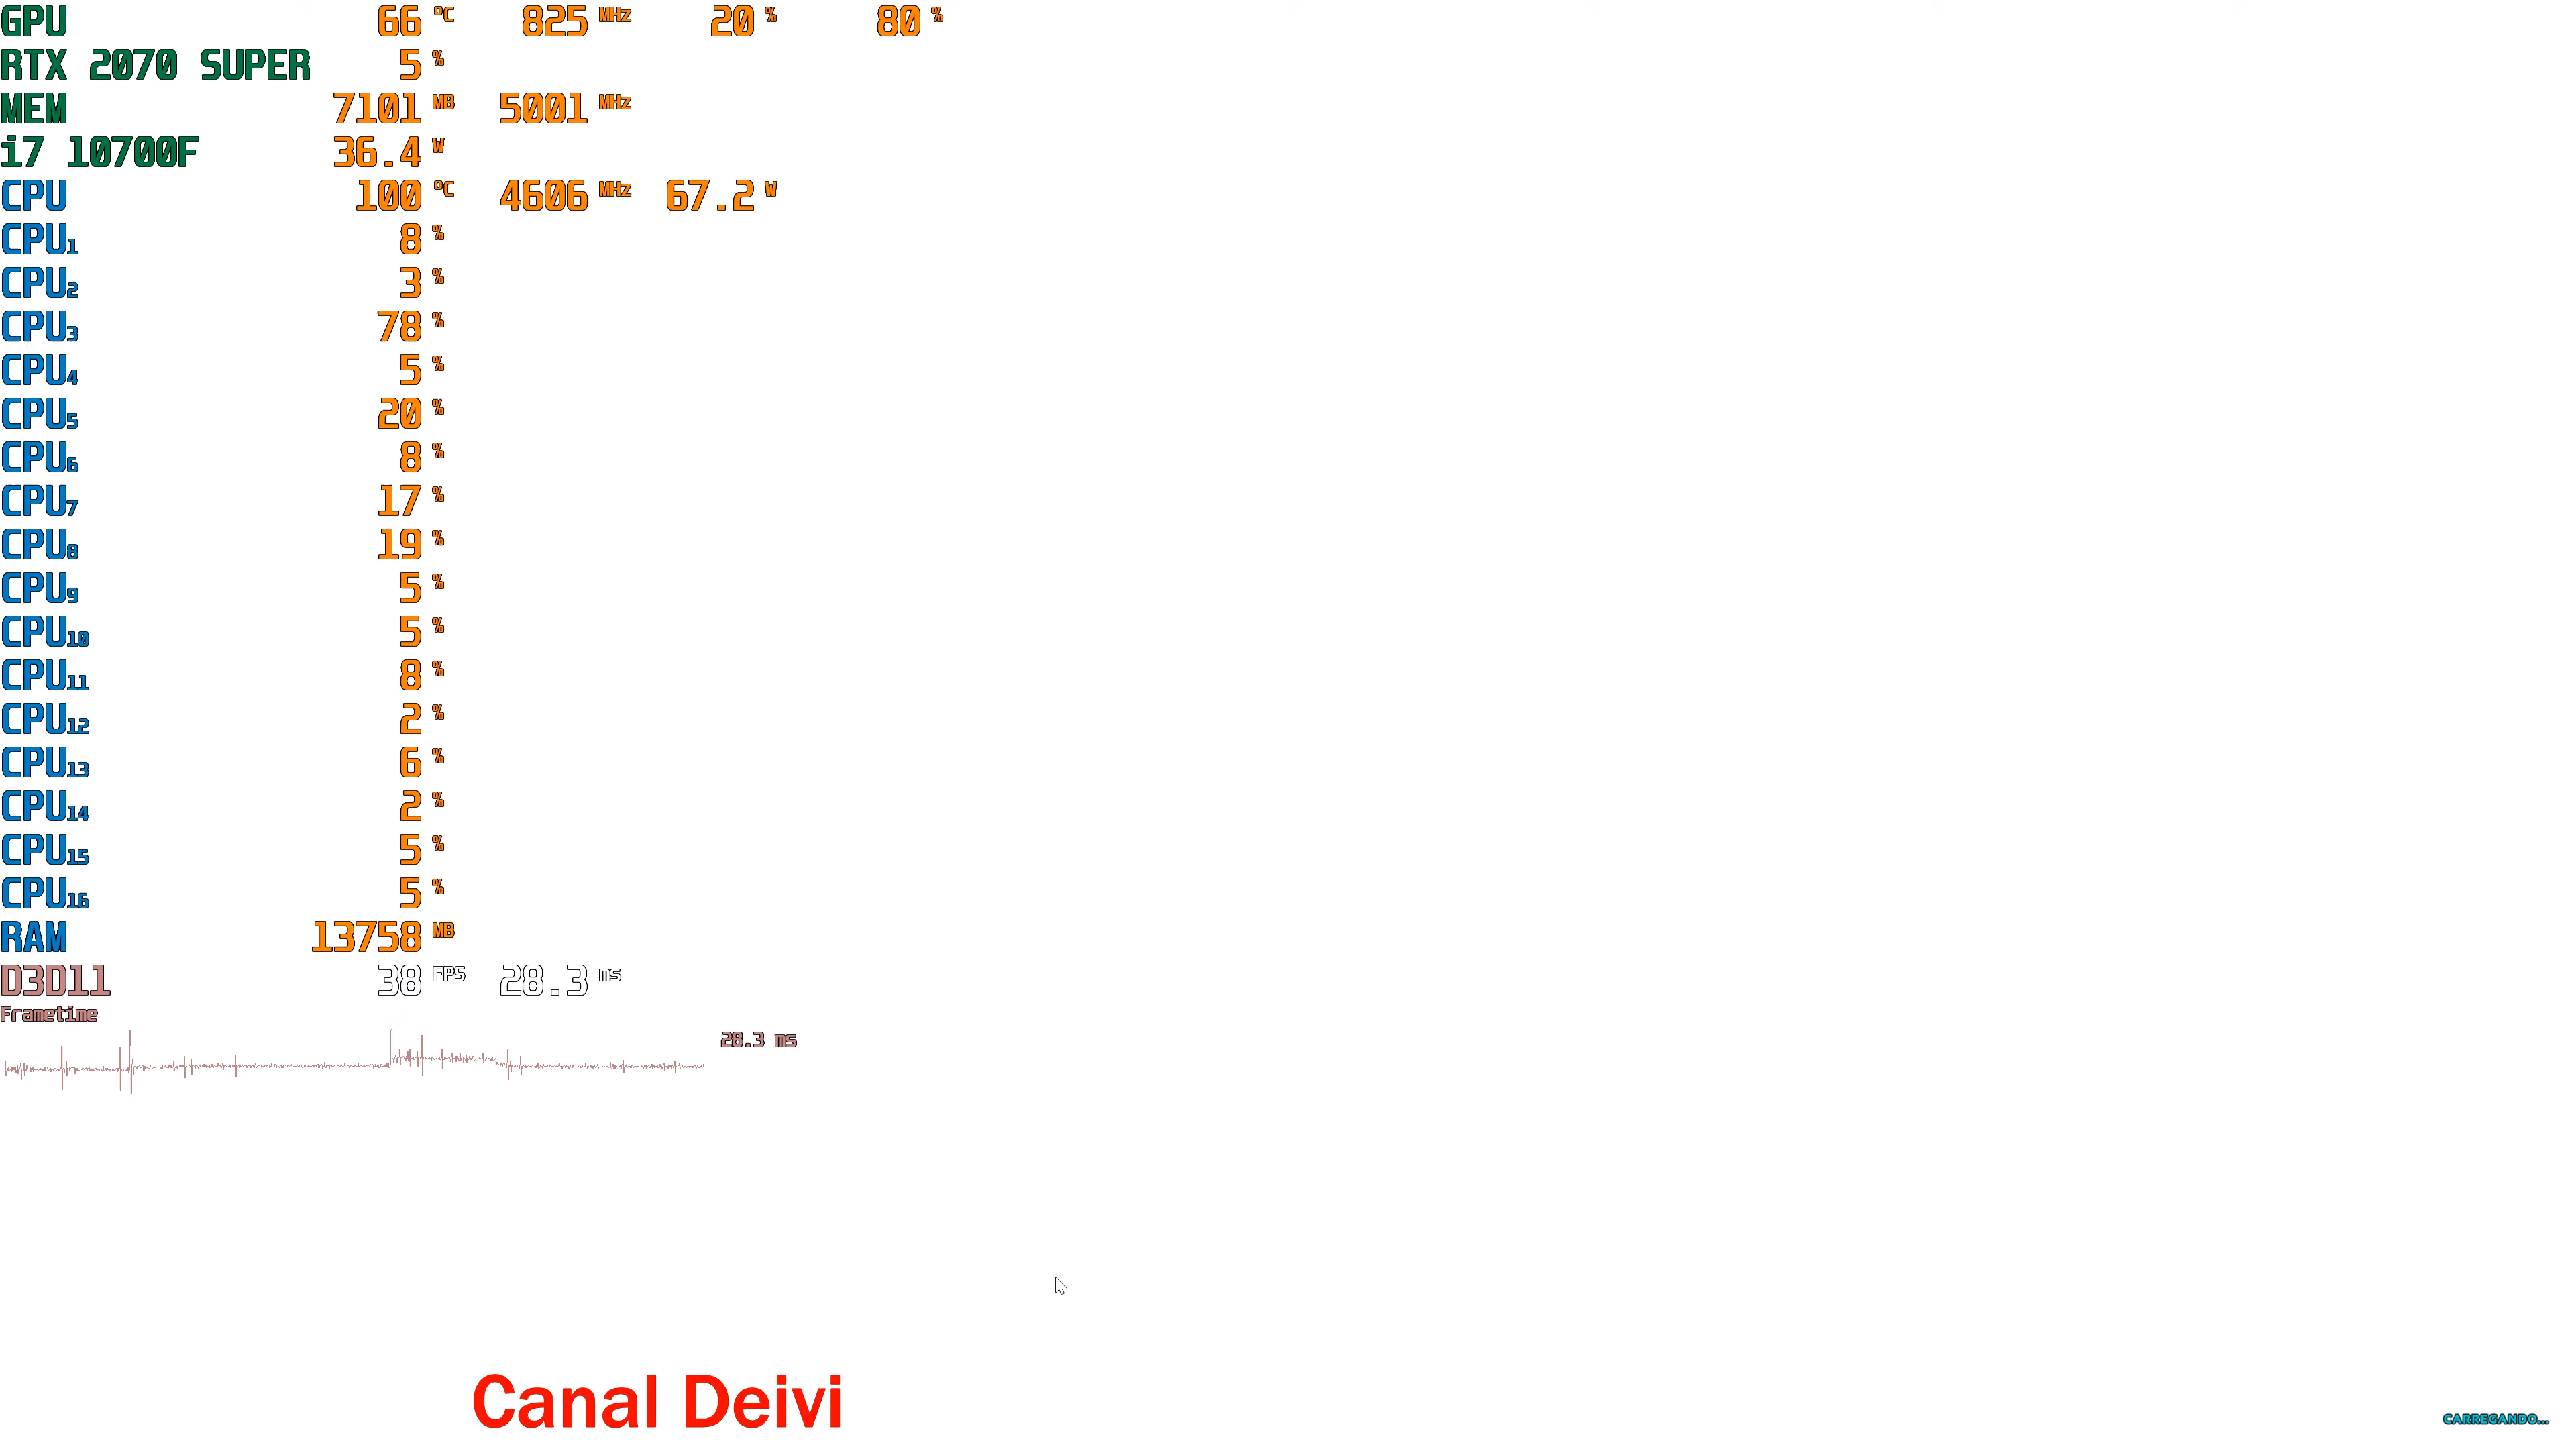 GPU 66 °C 825 MHz 20 % 80 %
RTX 2070 SUPER 5 %
MEM 7101 MB 5001 MHz
i7 10700F 36.4 W
CPU 100 °C 4606 MHz 67.2 W
CPU1 8 %
CPU2 3 %
CPU3 78 %
CPU4 5 %
CPU5 20 %
CPU6 8 %
CPU7 17 %
CPU8 19 %
CPU9 5 %
CPU10 5 %
CPU11 8 %
CPU12 2 %
CPU13 6 %
CPU14 2 %
CPU15 5 %
CPU16 5 %
RAM 13758 MB
D3D11 38 FPS 28.3 ms
Frametime
28.3 ms
Canal Deivi
CARREGANDO...